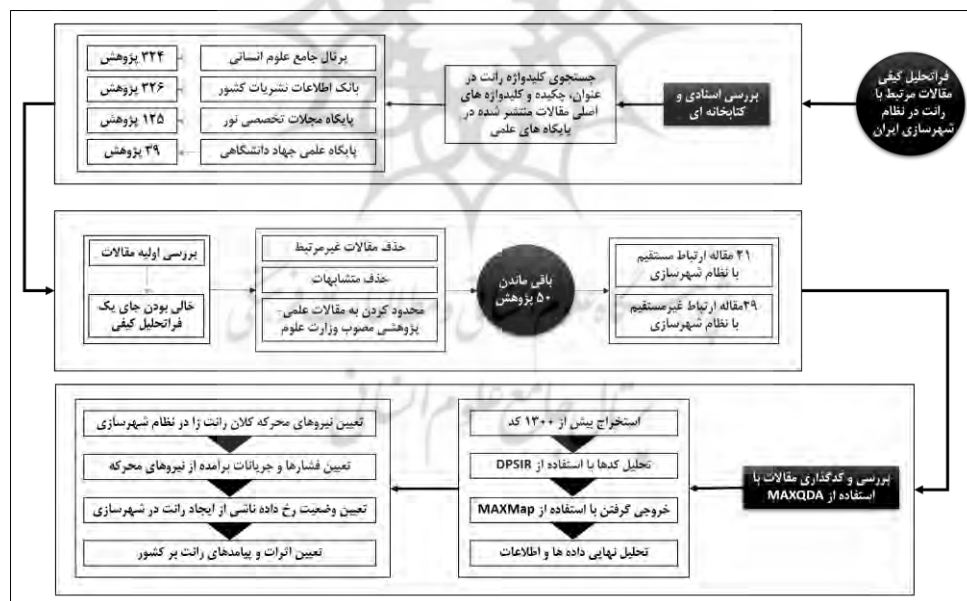 فراتحلیل کیفی
مقالات مرتبط با
رانت در نظام
شهرسازی ایران
بررسی اسنادی و
کتابخانه ای
جستجوی کلیدواژه رانت در
عنوان، چکیده و کلیدواژه های
اصلی مقالات منتشر شده در
پایگاه های علمی
پرتال جامع علوم انسانی
۳۲۴ پژوهش
بانک اطلاعات نشریات کشور
۲۲۶ پژوهش
پایگاه مجلات تخصصی نور
۱۲۵ پژوهش
پایگاه علمی جهاد دانشگاهی
۳۹ پژوهش
بررسی اولیه مقالات
خالی بودن جای یک
فراتحلیل کیفی
حذف مقالات غیرمرتبط
حذف متشابهات
محدود کردن به مقالات علمی-
پژوهشی مصوب وزارت علوم
باقی ماندن
۵۰ پژوهش
۲۱ مقاله ارتباط مستقیم
با نظام شهرسازی
۲۹مقاله ارتباط غیرمستقیم
با نظام شهرسازی
بررسی و کدگذاری مقالات با
استفاده از MAXQDA
استخراج بیش از ۱۳۰۰ کد
تحلیل کدها با استفاده از DPSIR
خروجی گرفتن با استفاده از MAXMap
تحلیل نهایی داده ها و اطلاعات
تعیین نیروهای محرکه کلان رانت زا در نظام شهرسازی
تعیین فشارها و جریانات برآمده از نیروهای محرکه
تعیین وضعیت رخ داده ناشی از ایجاد رانت در شهرسازی
تعیین اثرات و پیامدهای رانت بر کشور
پرتال جامع علوم انسانی